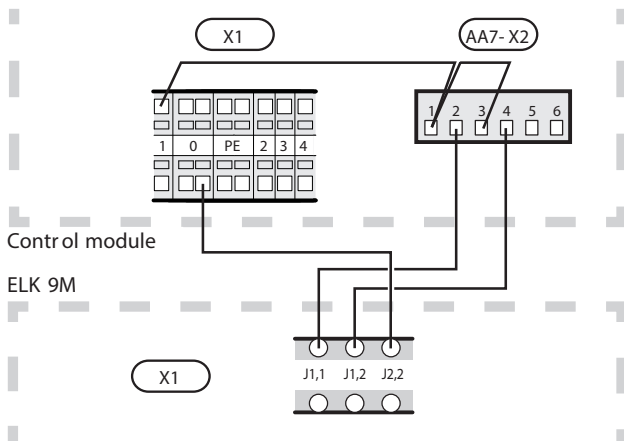 X1
AA7- X2
1 2 3 4 5 6
1 0 PE 2 3 4
Control module
ELK 9M
J1,1 J1,2 J2,2
X1